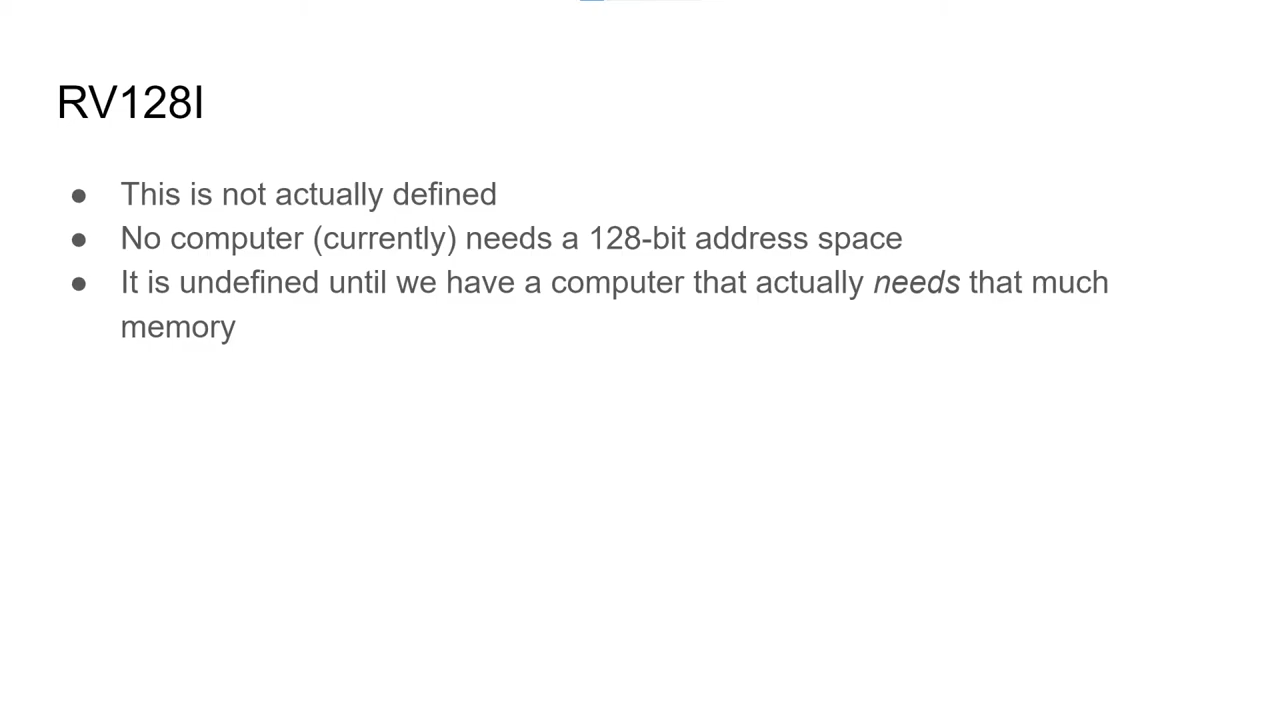 RV128I
● This is not actually defined
● No computer (currently) needs a 128-bit address space
● It is undefined until we have a computer that actually needs that much
memory